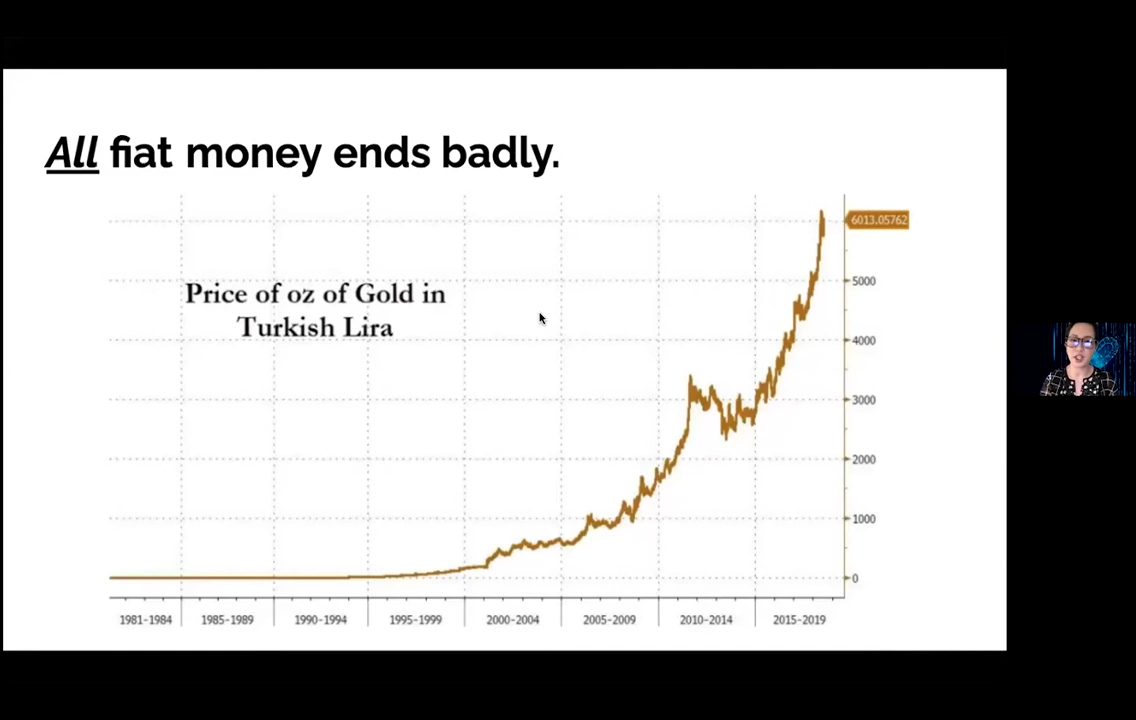 All fiat money ends badly.
Price of oz of Gold in
Turkish Lira
6013.05762
5000
4000
3000
2000
1000
0
1981-1984 1985-1989 1990-1994 1995-1999 2000-2004 2005-2009 2010-2014 2015-2019